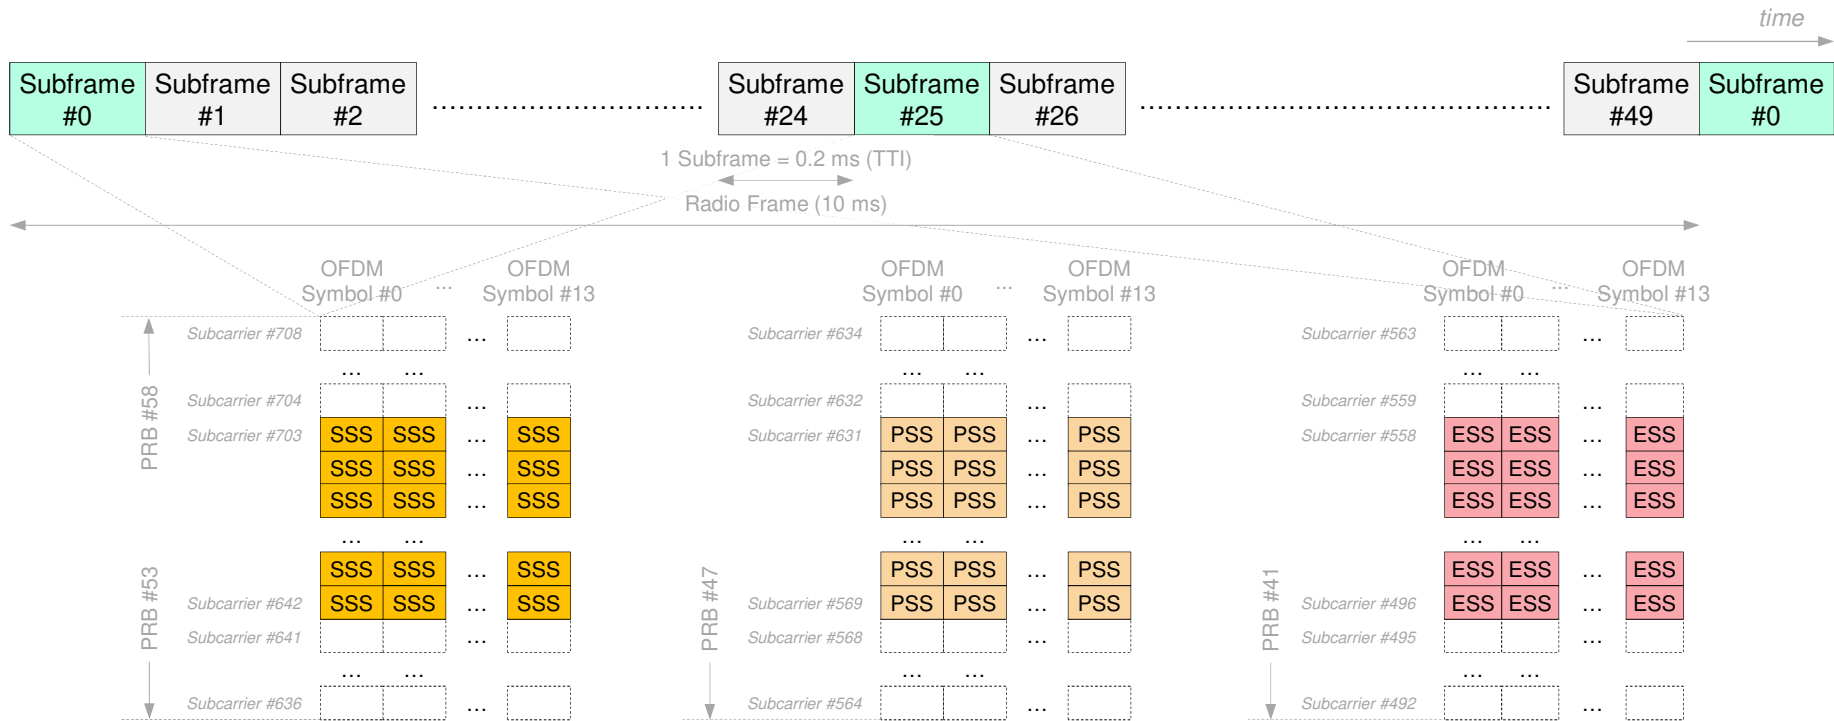 time
Subframe #0
Subframe #1
Subframe #2
..............................
Subframe #24
Subframe #25
Subframe #26
..............................................
Subframe #49
Subframe #0
1 Subframe = 0.2 ms (TTI)
Radio Frame (10 ms)
OFDM Symbol #0 ... OFDM Symbol #13
PRB #58
PRB #53
Subcarrier #708 ...
... ...
Subcarrier #704 ...
Subcarrier #703 SSS SSS ... SSS
SSS SSS ... SSS
SSS SSS ... SSS
... ...
SSS SSS ... SSS
Subcarrier #642 SSS SSS ... SSS
Subcarrier #641 ...
... ...
Subcarrier #636 ...
OFDM Symbol #0 ... OFDM Symbol #13
PRB #47
Subcarrier #634 ...
... ...
Subcarrier #632 ...
Subcarrier #631 PSS PSS ... PSS
PSS PSS ... PSS
PSS PSS ... PSS
... ...
PSS PSS ... PSS
Subcarrier #569 PSS PSS ... PSS
Subcarrier #568 ...
... ...
Subcarrier #564 ...
OFDM Symbol #0 ... OFDM Symbol #13
PRB #41
Subcarrier #563 ...
... ...
Subcarrier #559 ...
Subcarrier #558 ESS ESS ... ESS
ESS ESS ... ESS
ESS ESS ... ESS
... ...
ESS ESS ... ESS
Subcarrier #496 ESS ESS ... ESS
Subcarrier #495 ...
... ...
Subcarrier #492 ...